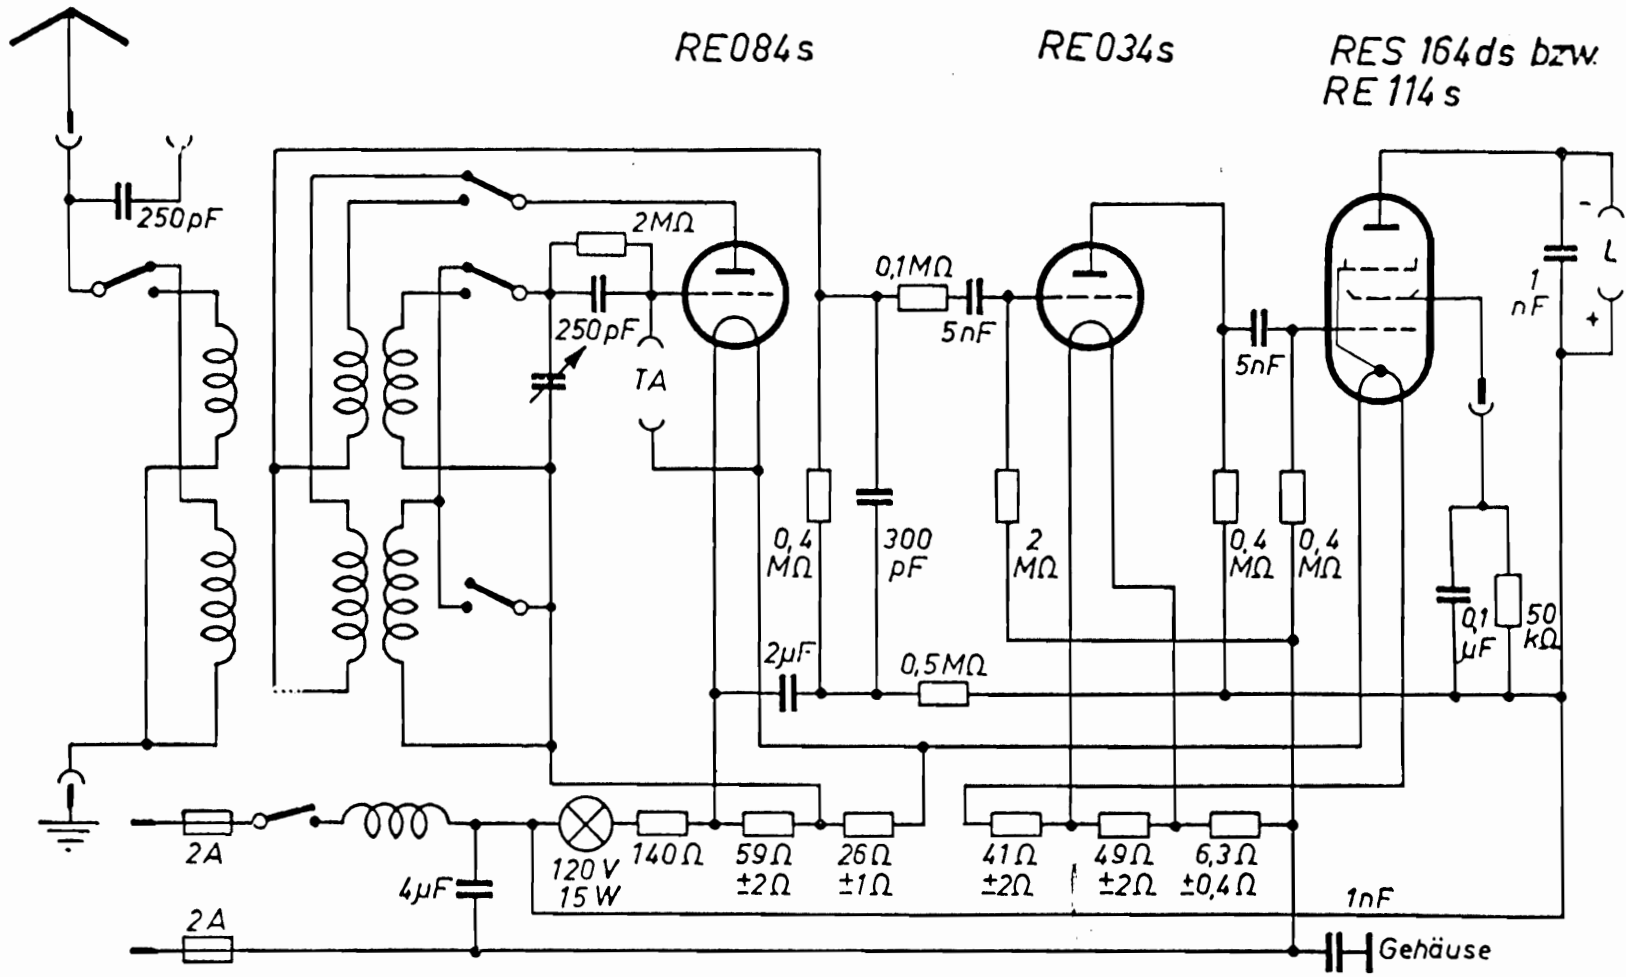 RE084s
RE034s
RES 164ds bzw.
RE 114s
250pF
2MΩ
250pF
TA
0,1MΩ
5nF
5nF
1
nF
-
L
+
0,4
MΩ
300
pF
2
MΩ
0,4
MΩ
0,4
MΩ
0,1
µF
50
kΩ
2µF
0,5MΩ
2A
4µF
120V
15W
140Ω
59Ω
±2Ω
26Ω
±1Ω
41Ω
±2Ω
49Ω
±2Ω
6,3Ω
±0,4Ω
1nF
2A
Gehäuse